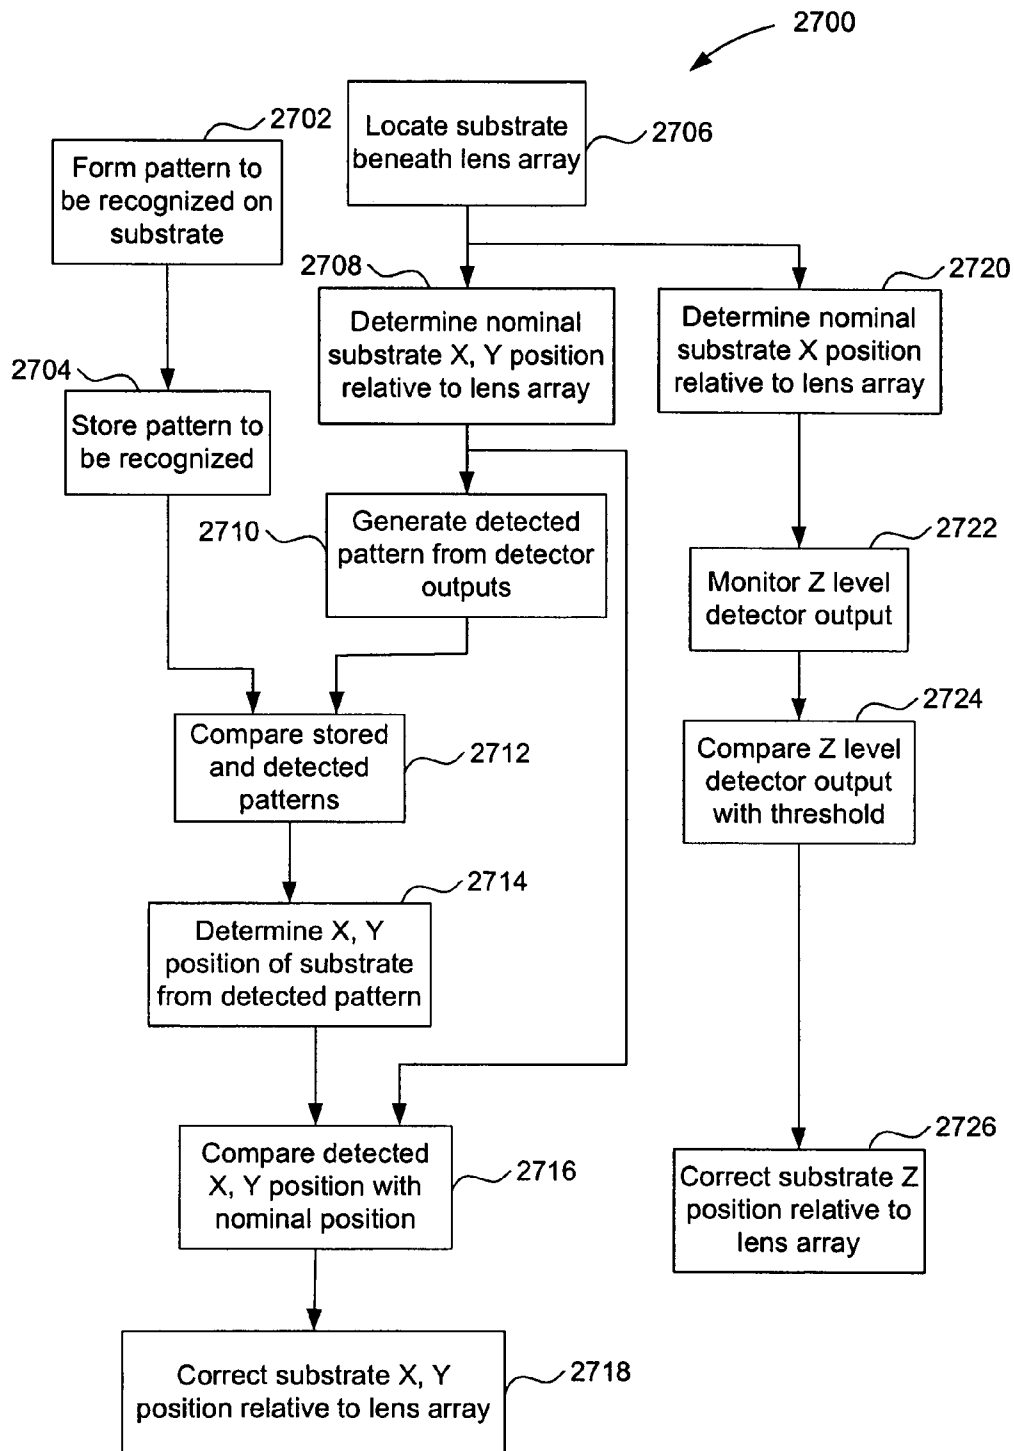 2700
2702
Form pattern to
be recognized on
substrate
Locate substrate
beneath lens array
2706
2708
Determine nominal
substrate X, Y position
relative to lens array
2720
Determine nominal
substrate X position
relative to lens array
2704
Store pattern to
be recognized
2710
Generate detected
pattern from detector
outputs
2722
Monitor Z level
detector output
Compare stored
and detected
patterns
2712
2724
Compare Z level
detector output
with threshold
2714
Determine X, Y
position of substrate
from detected pattern
Compare detected
X, Y position with
nominal position
2716
2726
Correct substrate Z
position relative to
lens array
Correct substrate X, Y
position relative to lens array
2718